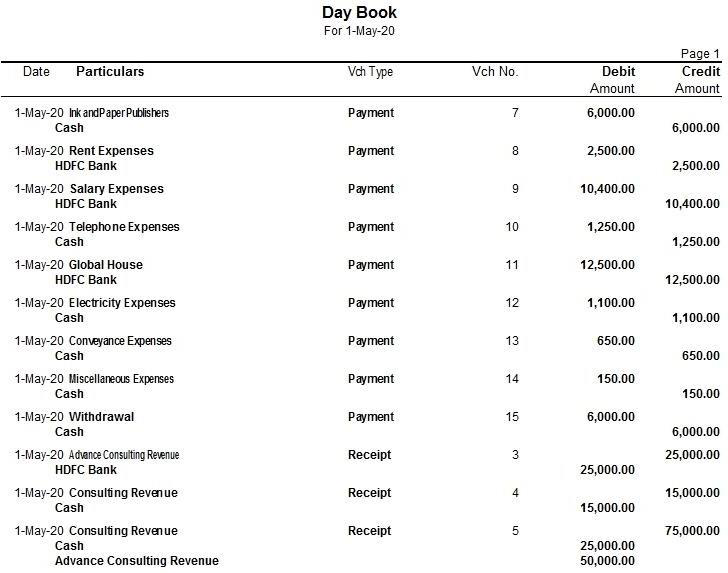 Day Book
For 1-May-20
Page 1
Date Particulars Vch Type Vch No. Debit Credit
Amount Amount
1-May-20 Ink and Paper Publishers Payment 7 6,000.00
Cash 6,000.00
1-May-20 Rent Expenses Payment 8 2,500.00
HDFC Bank 2,500.00
1-May-20 Salary Expenses Payment 9 10,400.00
HDFC Bank 10,400.00
1-May-20 Telephone Expenses Payment 10 1,250.00
Cash 1,250.00
1-May-20 Global House Payment 11 12,500.00
HDFC Bank 12,500.00
1-May-20 Electricity Expenses Payment 12 1,100.00
Cash 1,100.00
1-May-20 Conveyance Expenses Payment 13 650.00
Cash 650.00
1-May-20 Miscellaneous Expenses Payment 14 150.00
Cash 150.00
1-May-20 Withdrawal Payment 15 6,000.00
Cash 6,000.00
1-May-20 Advance Consulting Revenue Receipt 3 25,000.00
HDFC Bank 25,000.00
1-May-20 Consulting Revenue Receipt 4 15,000.00
Cash 15,000.00
1-May-20 Consulting Revenue Receipt 5 75,000.00
Cash 25,000.00
Advance Consulting Revenue 50,000.00